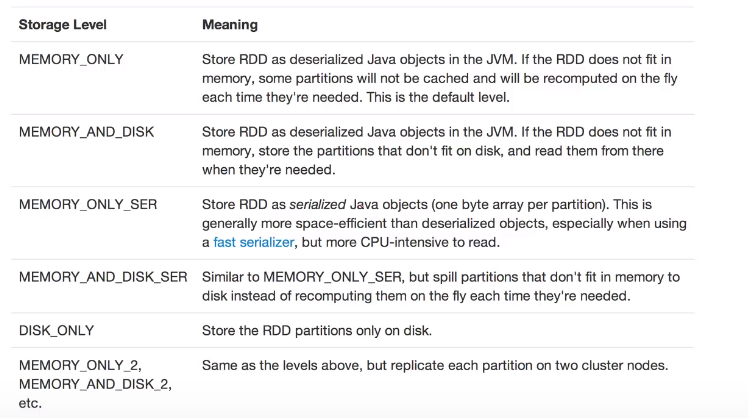 Storage Level Meaning
MEMORY_ONLY Store RDD as deserialized Java objects in the JVM. If the RDD does not fit in
memory, some partitions will not be cached and will be recomputed on the fly
each time they're needed. This is the default level.
MEMORY_AND_DISK Store RDD as deserialized Java objects in the JVM. If the RDD does not fit in
memory, store the partitions that don't fit on disk, and read them from there
when they're needed.
MEMORY_ONLY_SER Store RDD as serialized Java objects (one byte array per partition). This is
generally more space-efficient than deserialized objects, especially when using
a fast serializer, but more CPU-intensive to read.
MEMORY_AND_DISK_SER Similar to MEMORY_ONLY_SER, but spill partitions that don't fit in memory to
disk instead of recomputing them on the fly each time they're needed.
DISK_ONLY Store the RDD partitions only on disk.
MEMORY_ONLY_2, Same as the levels above, but replicate each partition on two cluster nodes.
MEMORY_AND_DISK_2,
etc.